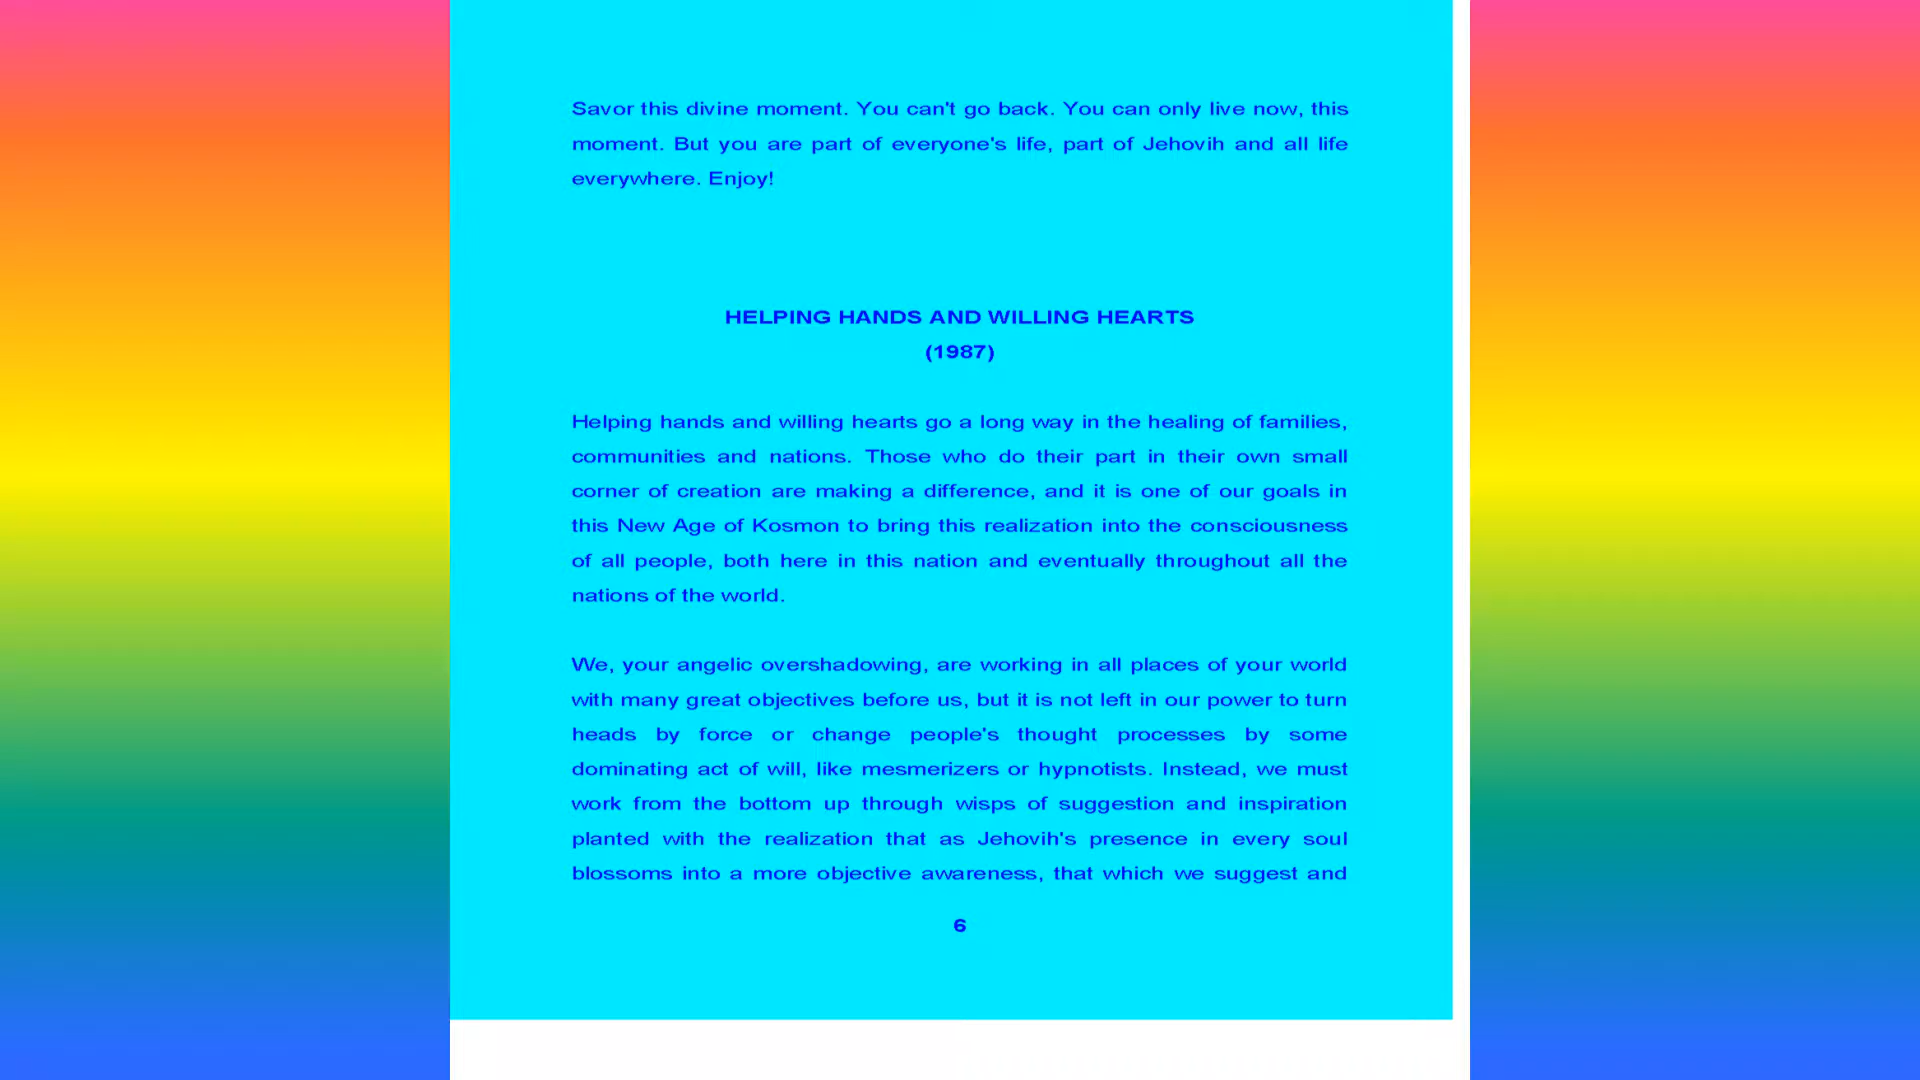 Savor this divine moment. You can't go back. You can only live now, this
moment. But you are part of everyone's life, part of Jehovih and all life
everywhere. Enjoy!
HELPING HANDS AND WILLING HEARTS
(1987)
Helping hands and willing hearts go a long way in the healing of families,
communities and nations. Those who do their part in their own small
corner of creation are making a difference, and it is one of our goals in
this New Age of Kosmon to bring this realization into the consciousness
of all people, both here in this nation and eventually throughout all the
nations of the world.
We, your angelic overshadowing, are working in all places of your world
with many great objectives before us, but it is not left in our power to turn
heads by force or change people's thought processes by some
dominating act of will, like mesmerizers or hypnotists. Instead, we must
work from the bottom up through wisps of suggestion and inspiration
planted with the realization that as Jehovih's presence in every soul
blossoms into a more objective awareness, that which we suggest and
6